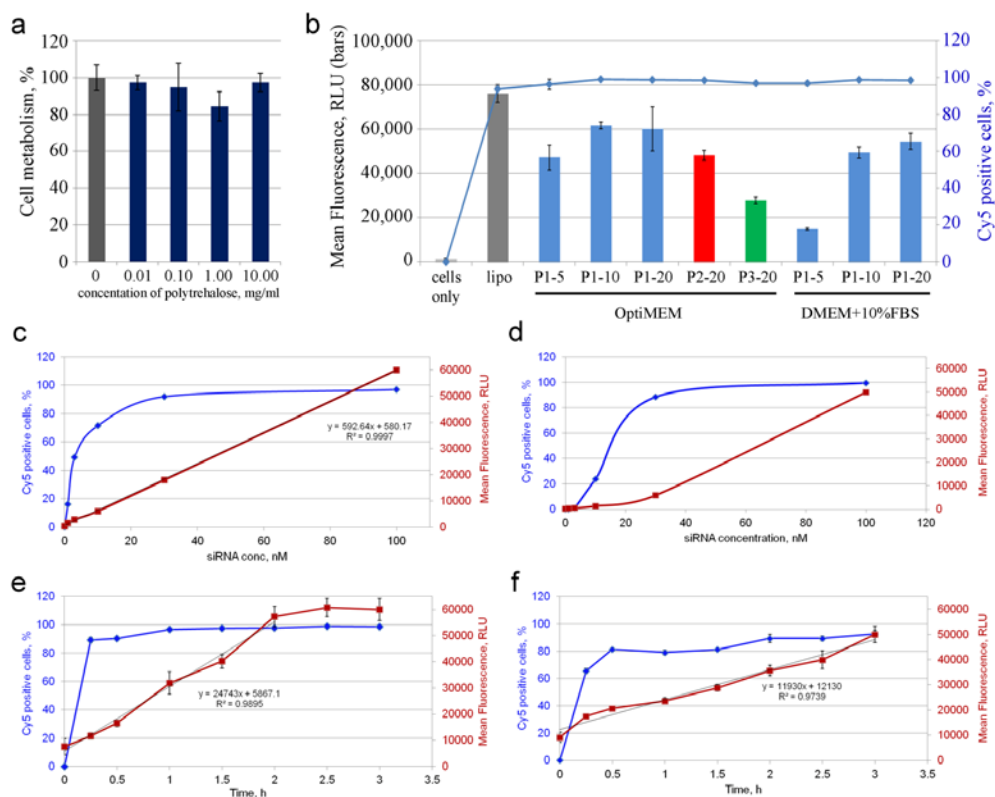 a
120
100
80
60
40
20
0
Cell metabolism, %
0 0.01 0.10 1.00 10.00
concentation of polytrehalose, mg/ml
b
100,000
80,000
60,000
40,000
20,000
0
Mean Fluorescence, RLU (bars)
120
100
80
60
40
20
0
Cy5 positive cells, %
cells only
lipo
P1-5 P1-10 P1-20 P2-20 P3-20 P1-5 P1-10 P1-20
OptiMEM DMEM+10%FBS
c
120
100
80
60
40
20
0
Cy5 positive cells, %
60000
50000
40000
30000
20000
10000
0
Mean Fluorescence, RLU
y = 592.64x + 580.17
R² = 0.9997
0 20 40 60 80 100
siRNA conc, nM
d
120
100
80
60
40
20
0
Cy5 positive cells, %
60000
50000
40000
30000
20000
10000
0
Mean Fluorescence, RLU
0 20 40 60 80 100 120
siRNA concentration, nM
e
120
100
80
60
40
20
0
Cy5 positive cells, %
60000
50000
40000
30000
20000
10000
0
Mean Fluorescence, RLU
y = 24743x + 5867.1
R² = 0.9895
0 0.5 1 1.5 2 2.5 3 3.5
Time, h
f
120
100
80
60
40
20
0
Cy5 positive cells, %
60000
50000
40000
30000
20000
10000
0
Mean Fluorescence, RLU
y = 11930x + 12130
R² = 0.9739
0 0.5 1 1.5 2 2.5 3 3.5
Time, h